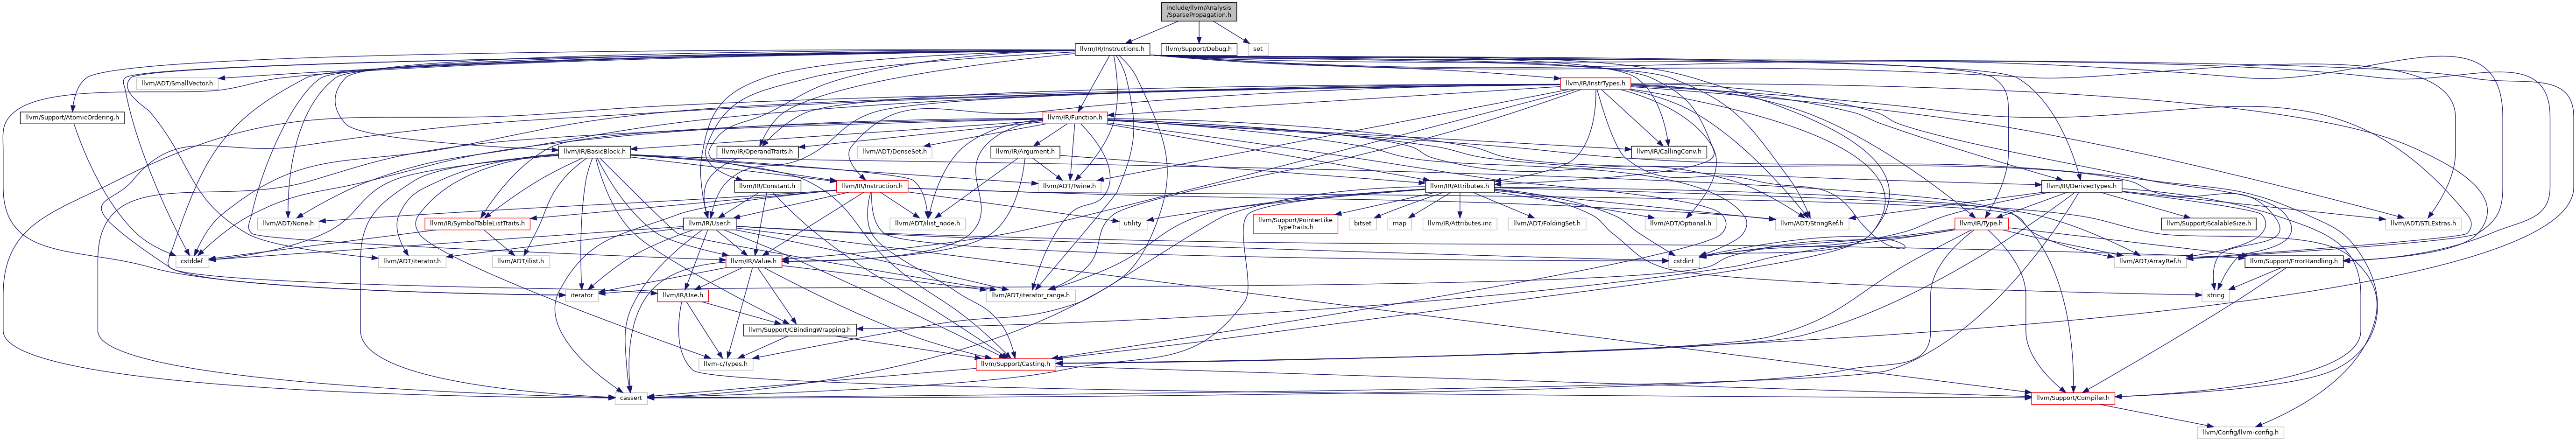 include/llvm/Analysis
/SparsePropagation.h
llvm/IR/Instructions.h
llvm/Support/Debug.h
set
llvm/ADT/SmallVector.h
llvm/IR/InstrTypes.h
llvm/Support/AtomicOrdering.h
llvm/IR/Function.h
llvm/IR/BasicBlock.h
llvm/IR/OperandTraits.h
llvm/ADT/DenseSet.h
llvm/IR/Argument.h
llvm/IR/CallingConv.h
llvm/IR/Constant.h
llvm/IR/Instruction.h
llvm/ADT/Twine.h
llvm/IR/Attributes.h
llvm/IR/DerivedTypes.h
llvm/ADT/None.h
llvm/IR/SymbolTableListTraits.h
llvm/IR/User.h
llvm/ADT/ilist_node.h
utility
llvm/Support/PointerLike
TypeTraits.h
bitset
map
llvm/IR/Attributes.inc
llvm/ADT/FoldingSet.h
llvm/ADT/Optional.h
llvm/ADT/StringRef.h
llvm/IR/Type.h
llvm/Support/ScalableSize.h
llvm/ADT/STLExtras.h
cstddef
llvm/ADT/iterator.h
llvm/ADT/ilist.h
llvm/IR/Value.h
cstdint
llvm/ADT/ArrayRef.h
llvm/Support/ErrorHandling.h
iterator
llvm/IR/Use.h
llvm/ADT/iterator_range.h
string
llvm/Support/CBindingWrapping.h
llvm-c/Types.h
llvm/Support/Casting.h
cassert
llvm/Support/Compiler.h
llvm/Config/llvm-config.h